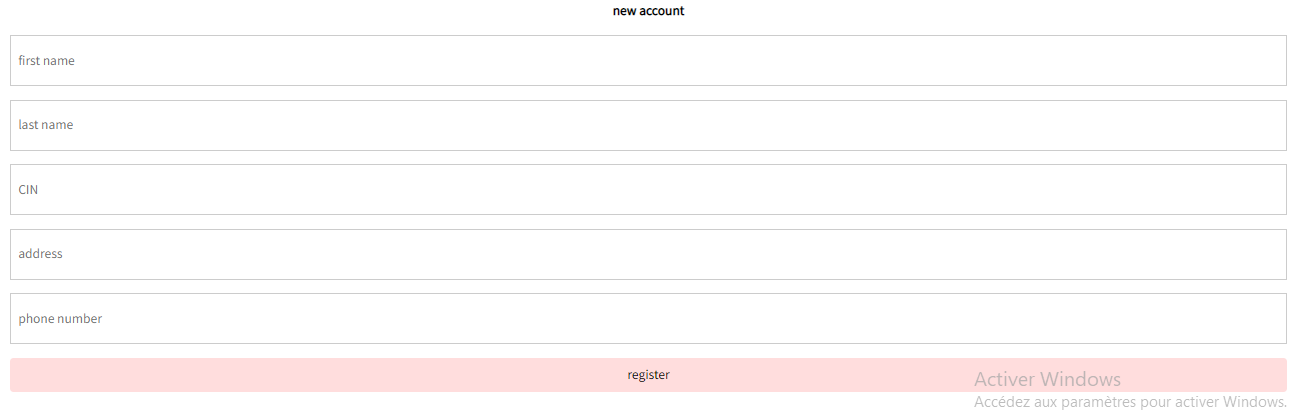 new account
first name
last name
CIN
address
phone number
register
Activer Windows
Accédez aux paramètres pour activer Windows.